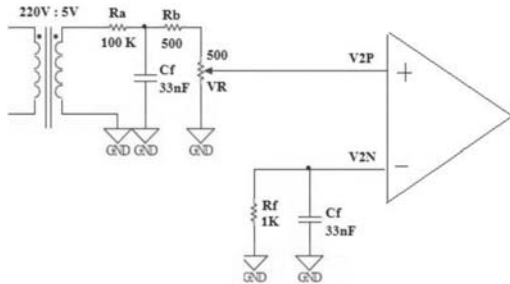 220V : 5V
Ra
100 K
Rb
500
500
VR
Cf
33nF
GND
GND
GND
V2P
+
V2N
−
Rf
1K
Cf
33nF
GND
GND